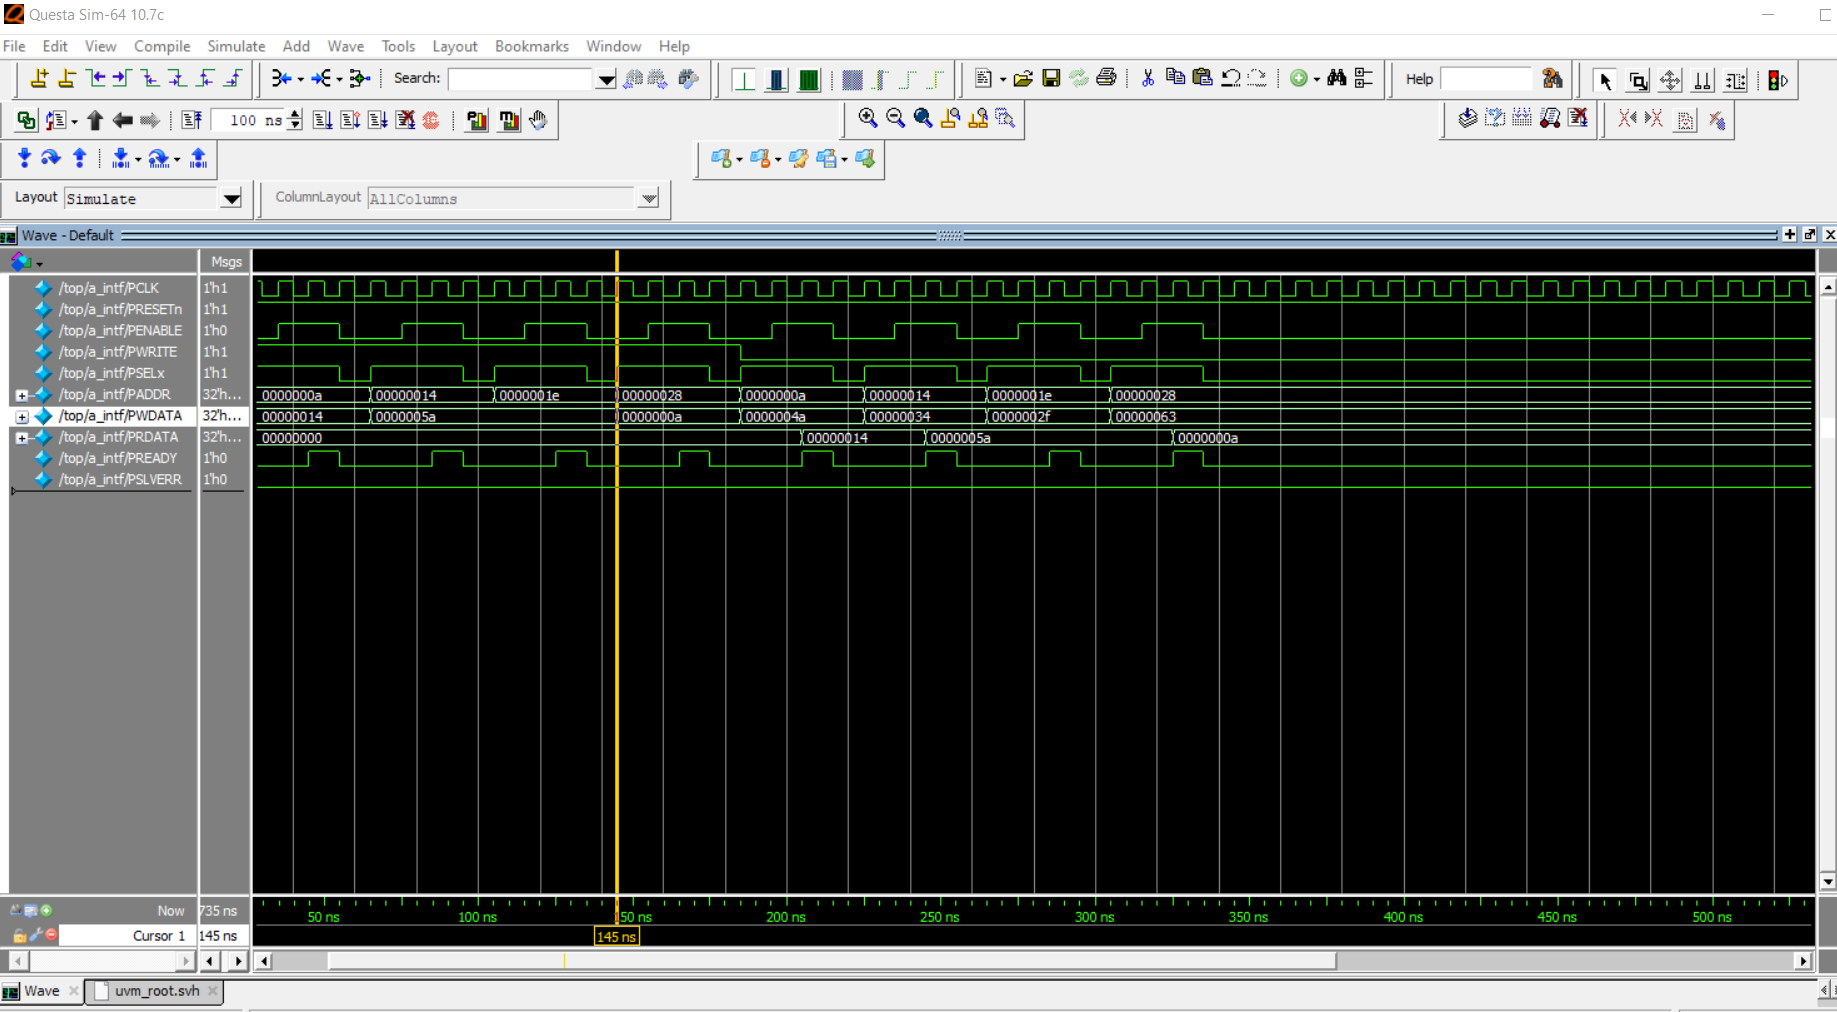 Questa Sim-64 10.7c
File Edit View Compile Simulate Add Wave Tools Layout Bookmarks Window Help
Search:
Help
100 ns
Layout Simulate
ColumnLayout AllColumns
Wave - Default
Msgs
/top/a_intf/PCLK 1'h1
/top/a_intf/PRESETn 1'h1
/top/a_intf/PENABLE 1'h0
/top/a_intf/PWRITE 1'h1
/top/a_intf/PSELx 1'h1
/top/a_intf/PADDR 32'h... 0000000a 00000014 0000001e 00000028 0000000a 00000014 0000001e 00000028
/top/a_intf/PWDATA 32'h... 00000014 0000005a 0000000a 0000004a 00000034 0000002f 00000063
/top/a_intf/PRDATA 32'h... 00000000 00000014 0000005a 0000000a
/top/a_intf/PREADY 1'h0
/top/a_intf/PSLVERR 1'h0
Now 735 ns 50 ns 100 ns 150 ns 200 ns 250 ns 300 ns 350 ns 400 ns 450 ns 500 ns
Cursor 1 145 ns 145 ns
Wave uvm_root.svh